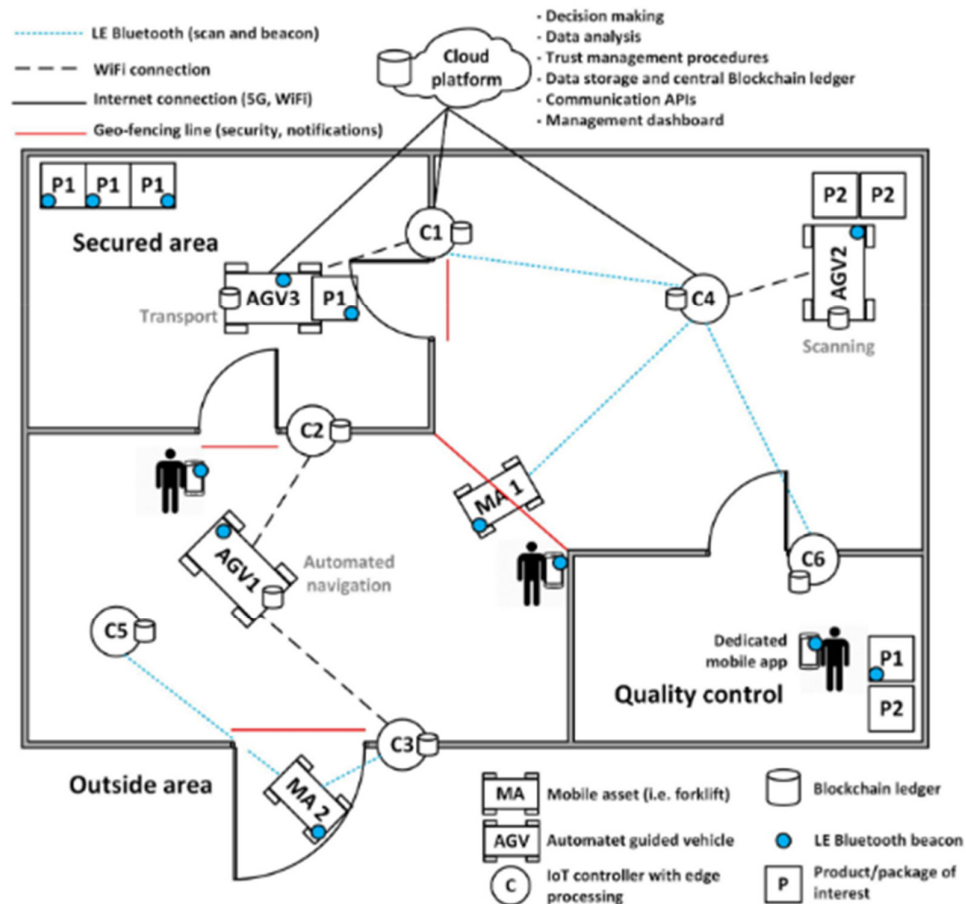 LE Bluetooth (scan and beacon)
WiFi connection
Internet connection (5G, WiFi)
Geo-fencing line (security, notifications)
Cloud
platform
- Decision making
- Data analysis
- Trust management procedures
- Data storage and central Blockchain ledger
- Communication APIs
- Management dashboard
P1 P1 P1
P2 P2
Secured area
C1
AGV2
AGV3 P1
C4
Transport
Scanning
C2
MA 1
AGV1
Automated
navigation
C6
C5
Dedicated
mobile app
P1
Quality control
P2
C3
Outside area
MA 2
MA Mobile asset (i.e. forklift)
Blockchain ledger
AGV Automatet guided vehicle
LE Bluetooth beacon
C IoT controller with edge
processing
P Product/package of
interest